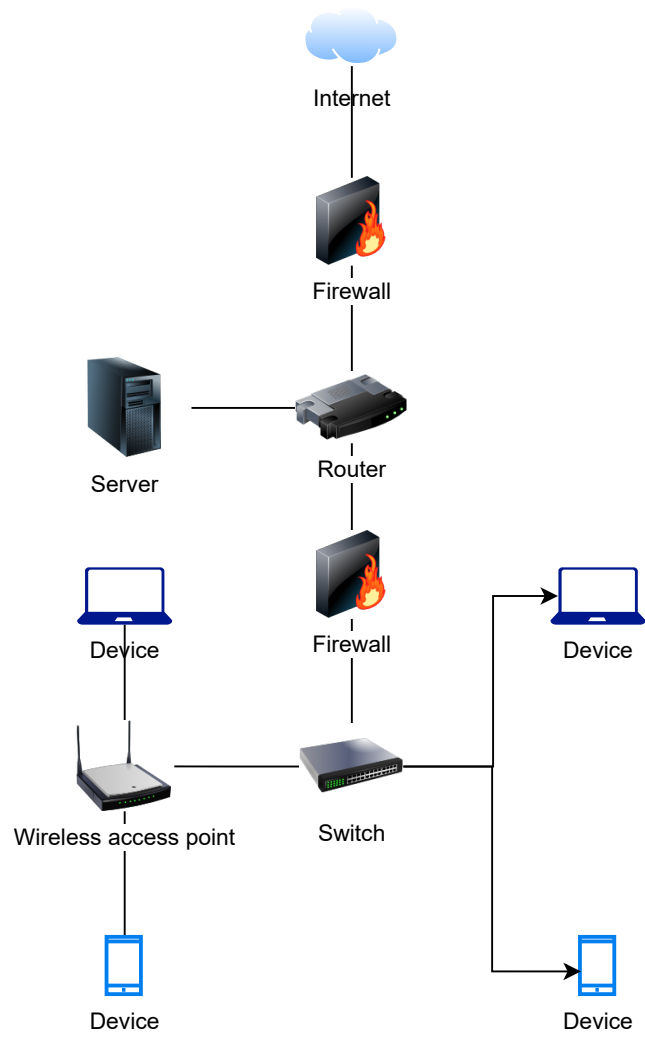 Internet
Firewall
Router
Server
Firewall
Device
Device
Wireless access point
Switch
Device
Device